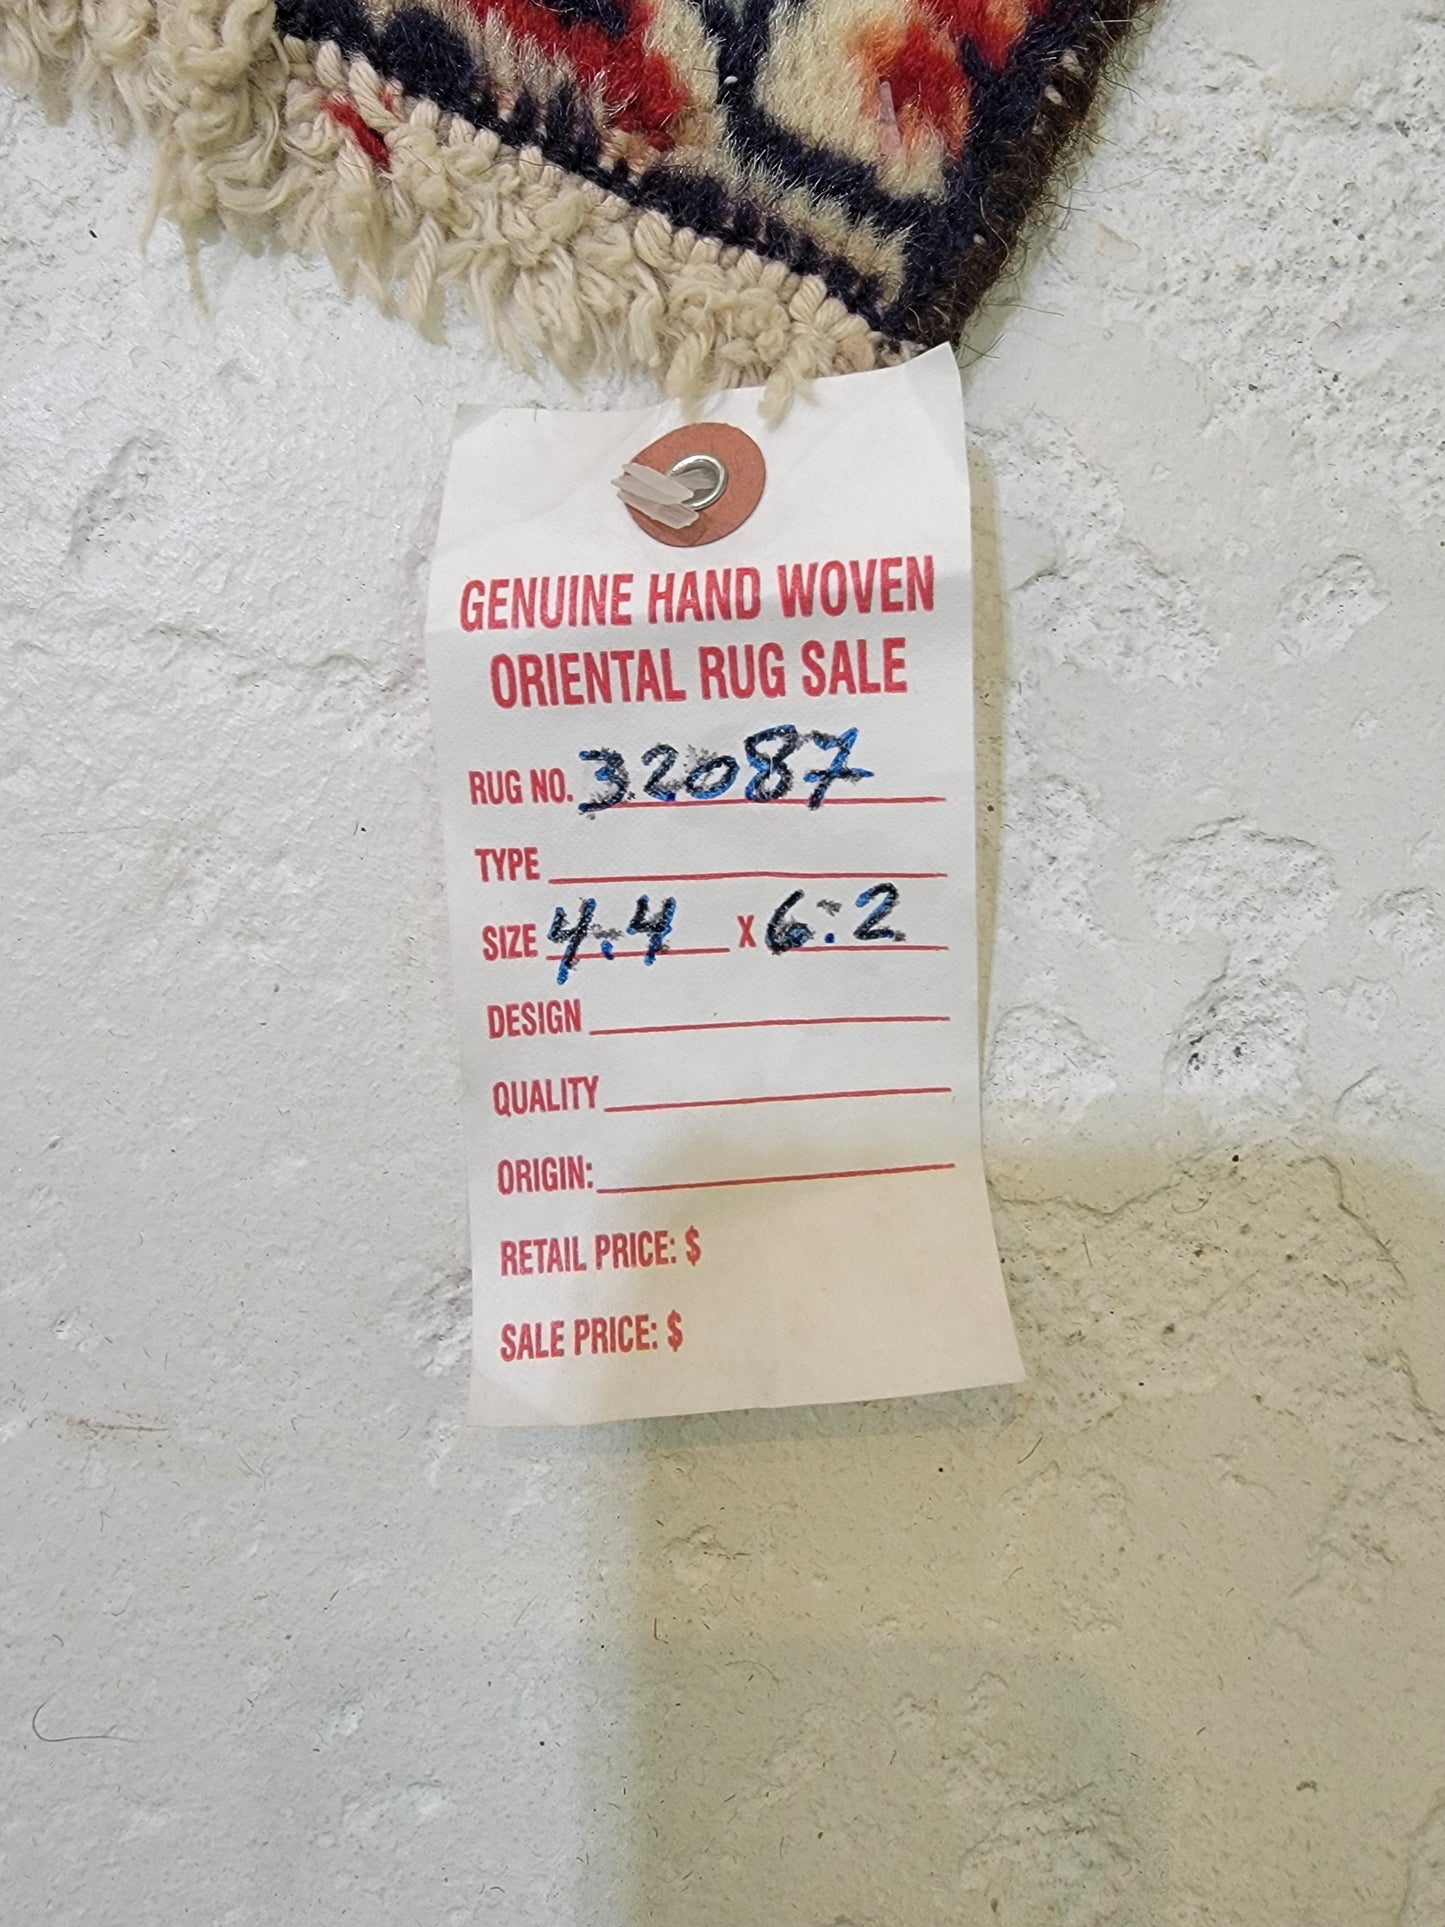 GENUINE HAND WOVEN
ORIENTAL RUG SALE
RUG NO. 32087
TYPE
SIZE 4.4 X 6:2
DESIGN
QUALITY
ORIGIN:
RETAIL PRICE: $
SALE PRICE: $